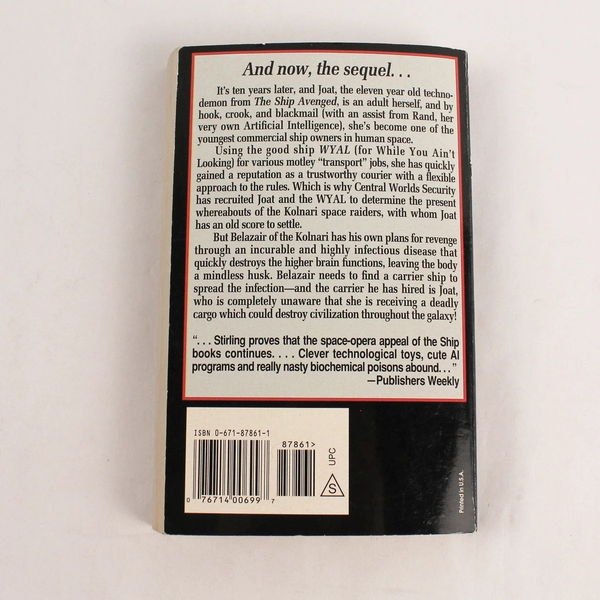 And now, the sequel. . .
It's ten years later, and Joat, the eleven year old techno-
demon from The Ship Avenged, is an adult herself, and by
hook, crook, and blackmail (with an assist from Rand, her
very own Artificial Intelligence), she's become one of the
youngest commercial ship owners in human space.
Using the good ship WYAL (for While You Ain't
Looking) for various motley "transport" jobs, she has quickly
gained a reputation as a trustworthy courier with a flexible
approach to the rules. Which is why Central Worlds Security
has recruited Joat and the WYAL to determine the present
whereabouts of the Kolnari space raiders, with whom Joat
has an old score to settle.
But Belazair of the Kolnari has his own plans for revenge
through an incurable and highly infectious disease that
quickly destroys the higher brain functions, leaving the body
a mindless husk. Belazair needs to find a carrier ship to
spread the infection—and the carrier he has hired is Joat,
who is completely unaware that she is receiving a deadly
cargo which could destroy civilization throughout the galaxy!
". . . Stirling proves that the space-opera appeal of the Ship
books continues. . . . Clever technological toys, cute AI
programs and really nasty biochemical poisons abound. . ."
—Publishers Weekly
ISBN 0-671-87861-1
87861>
UPC
S
0 76714 00699 7
Printed in U.S.A.